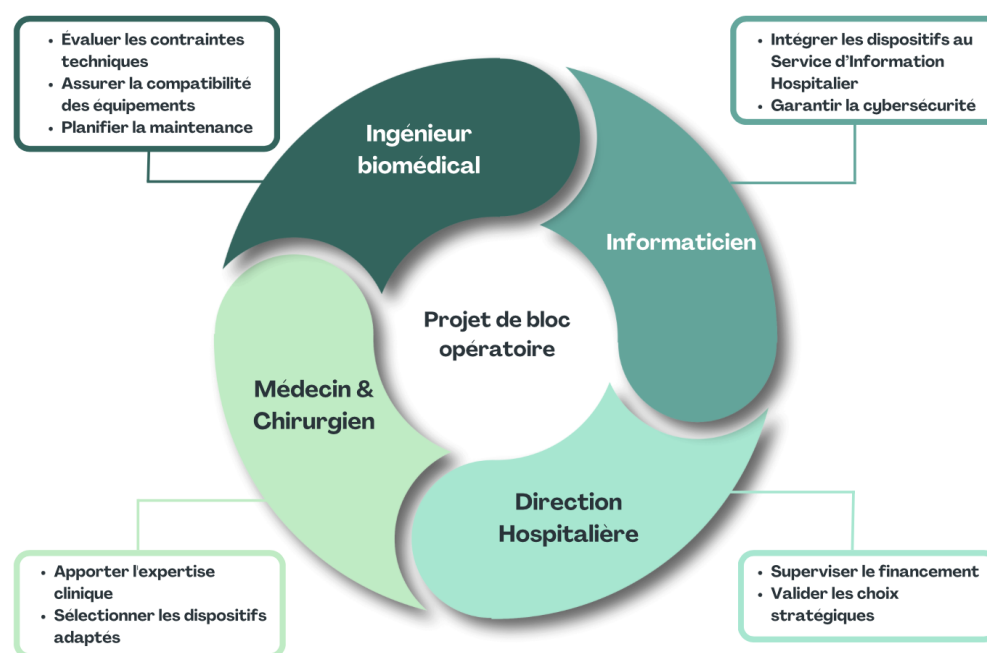 • Évaluer les contraintes
techniques
• Assurer la compatibilité
des équipements
• Planifier la maintenance
• Intégrer les dispositifs au
Service d'Information
Hospitalier
• Garantir la cybersécurité
Ingénieur
biomédical
Informaticien
Projet de bloc
opératoire
Médecin &
Chirurgien
Direction
Hospitalière
• Apporter l'expertise
clinique
• Sélectionner les dispositifs
adaptés
• Superviser le financement
• Valider les choix
stratégiques